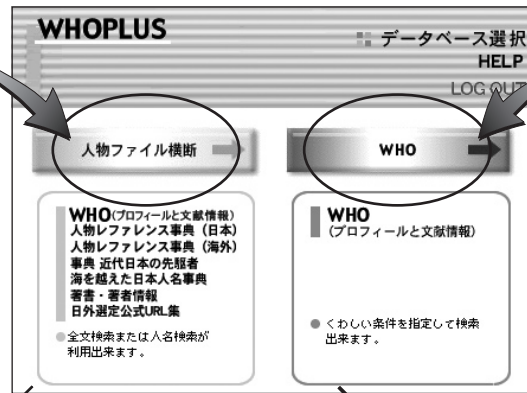 WHOPLUS
データベース選択
HELP
LOG OUT
人物ファイル横断
WHO(プロフィールと文献情報)
人物レファレンス事典（日本）
人物レファレンス事典（海外）
事典 近代日本の先駆者
海を越えた日本人名事典
著書・著者情報
日外選定公式URL集
全文検索または人名検索が
利用出来ます。
WHO
WHO
(プロフィールと文献情報)
くわしい条件を指定して検索
出来ます。